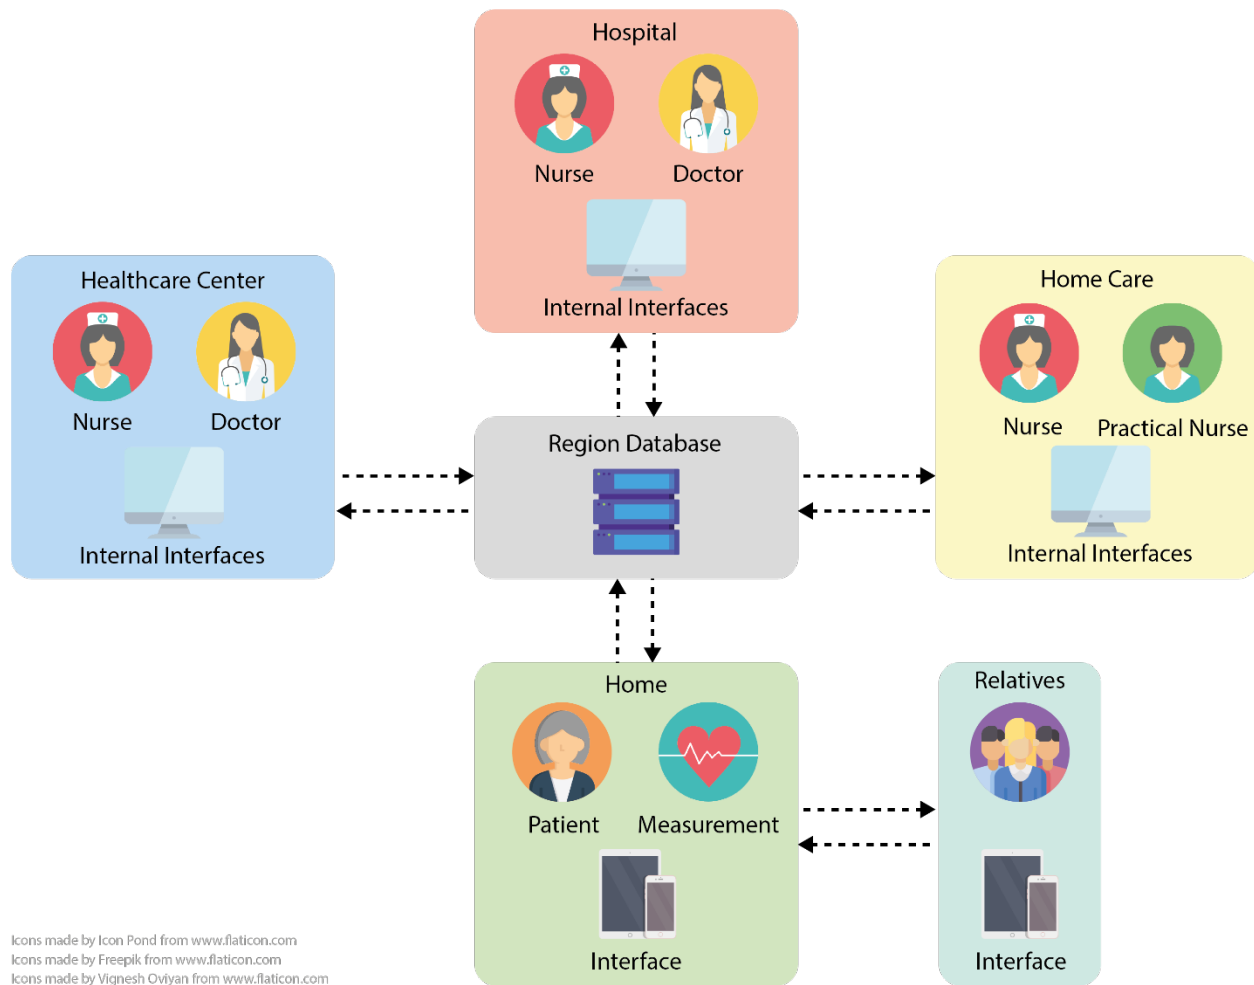 Hospital
Nurse Doctor
Internal Interfaces
Healthcare Center
Nurse Doctor
Internal Interfaces
Region Database
Home Care
Nurse Practical Nurse
Internal Interfaces
Home
Patient Measurement
Interface
Relatives
Interface
Icons made by Icon Pond from www.flaticon.com
Icons made by Freepik from www.flaticon.com
Icons made by Vignesh Oviyan from www.flaticon.com